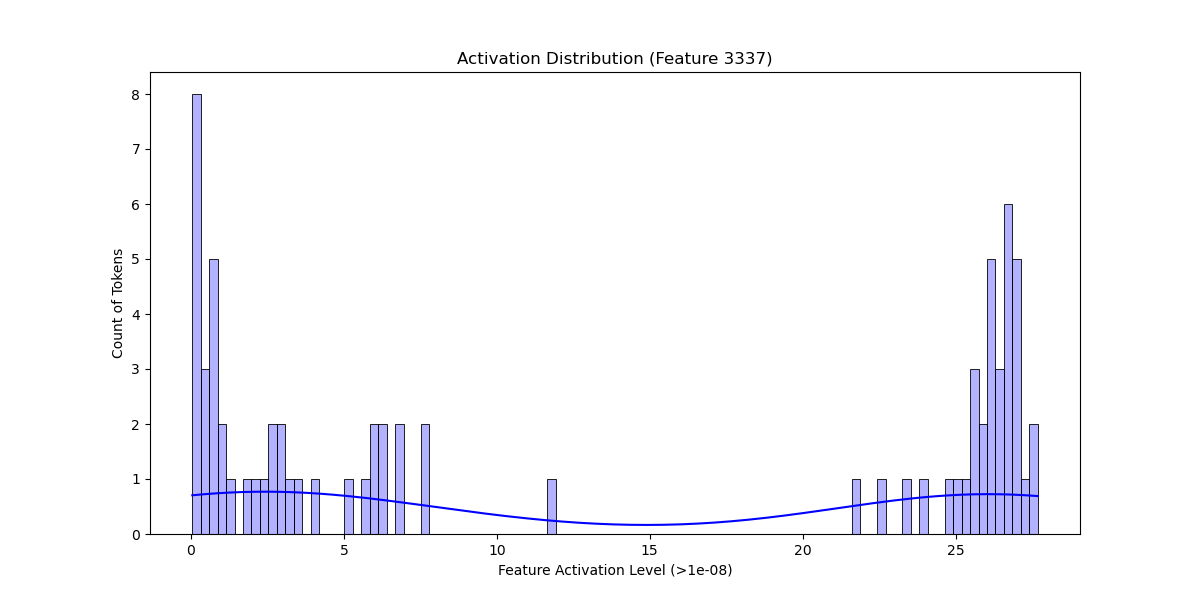 Activation Distribution (Feature 3337)
Count of Tokens
8
7
6
5
4
3
2
1
0
0 5 10 15 20 25
Feature Activation Level (>1e-08)